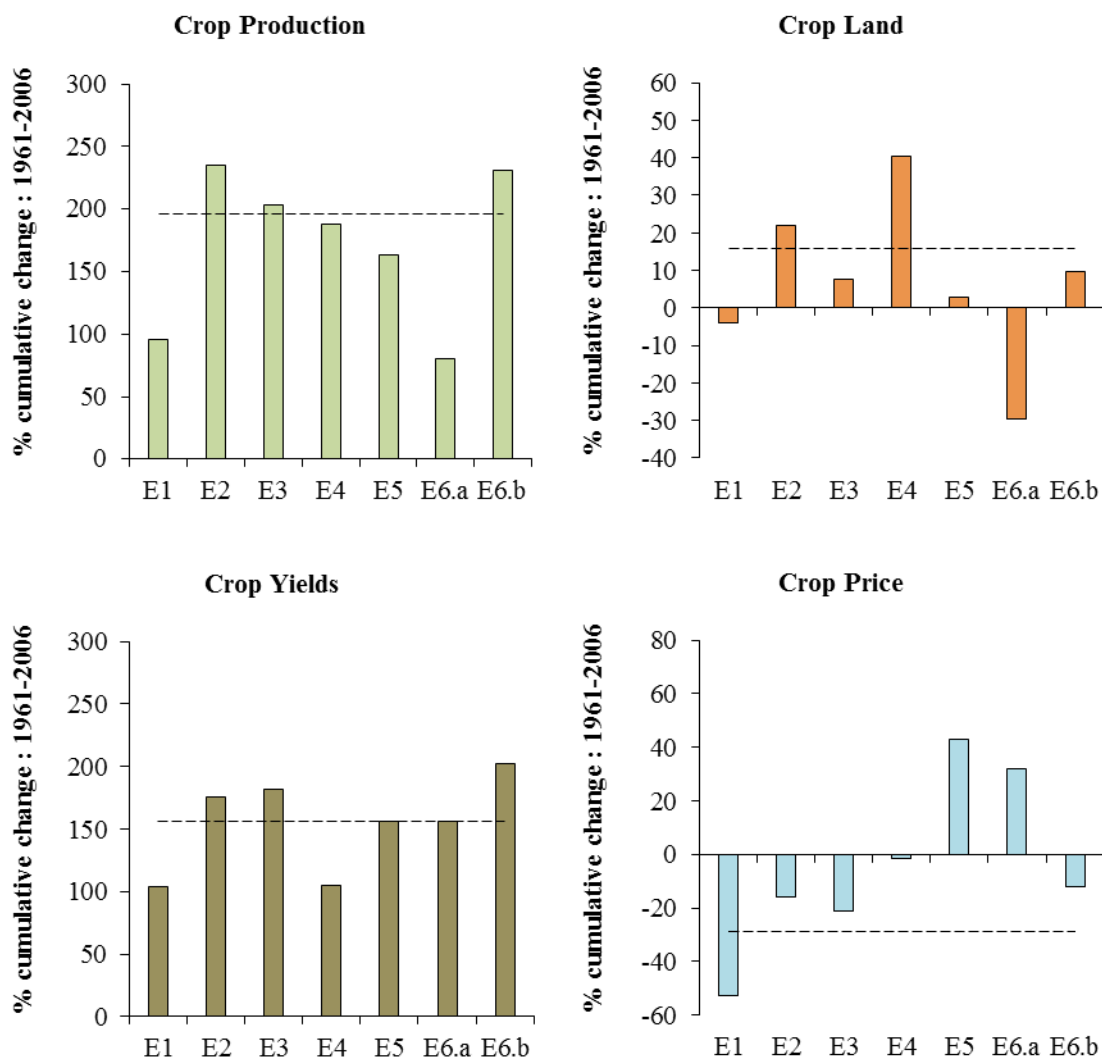 Crop Production
% cumulative change : 1961-2006
300
250
200
150
100
50
0
E1 E2 E3 E4 E5 E6.a E6.b
Crop Land
% cumulative change : 1961-2006
60
50
40
30
20
10
0
-10
-20
-30
-40
E1 E2 E3 E4 E5 E6.a E6.b
Crop Yields
% cumulative change : 1961-2006
300
250
200
150
100
50
0
E1 E2 E3 E4 E5 E6.a E6.b
Crop Price
% cumulative change : 1961-2006
80
60
40
20
0
-20
-40
-60
E1 E2 E3 E4 E5 E6.a E6.b